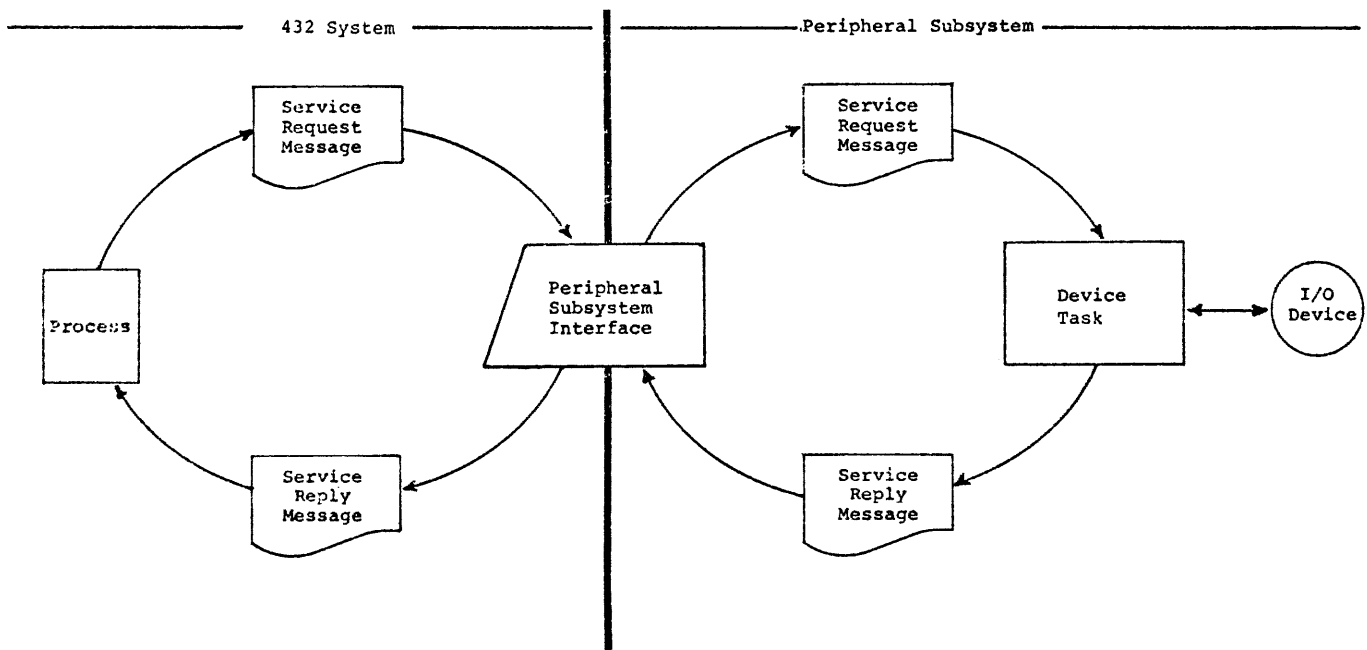 432 System
Peripheral Subsystem
Service
Request
Message
Service
Request
Message
Process
Peripheral
Subsystem
Interface
Device
Task
I/O
Device
Service
Reply
Message
Service
Reply
Message